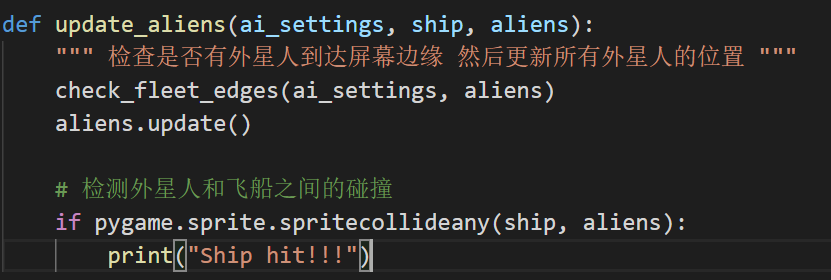 def update_aliens(ai_settings, ship, aliens):
    """ 检查是否有外星人到达屏幕边缘 然后更新所有外星人的位置 """
    check_fleet_edges(ai_settings, aliens)
    aliens.update()
    # 检测外星人和飞船之间的碰撞
    if pygame.sprite.spritecollideany(ship, aliens):
        print("Ship hit!!!")